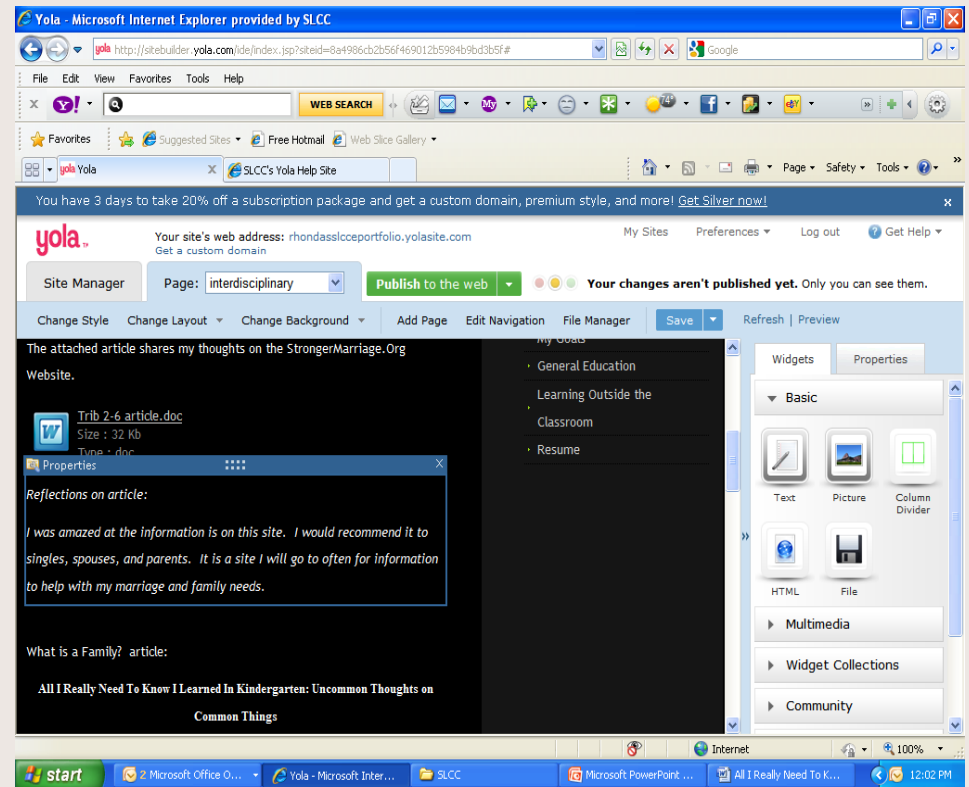 Yola - Microsoft Internet Explorer provided by SLCC
http://sitebuilder.yola.com/ide/index.jsp?siteid=8a4986cb2b56f469012b5984b9bd3b5f#
Google
File Edit View Favorites Tools Help
WEB SEARCH
Favorites Suggested Sites Free Hotmail Web Slice Gallery
Yola SLCC's Yola Help Site Page Safety Tools
You have 3 days to take 20% off a subscription package and get a custom domain, premium style, and more! Get Silver now! x
yola Your site's web address: rhondasslcceportfolio.yolasite.com My Sites Preferences Log out Get Help
Get a custom domain
Site Manager Page: interdisciplinary Publish to the web Your changes aren't published yet. Only you can see them.
Change Style Change Layout Change Background Add Page Edit Navigation File Manager Save Refresh | Preview
The attached article shares my thoughts on the StrongerMarriage.Org
Website.
Trib 2-6 article.doc
Size : 32 Kb
Type : doc
Properties X
Reflections on article:
I was amazed at the information is on this site. I would recommend it to
singles, spouses, and parents. It is a site I will go to often for information
to help with my marriage and family needs.
What is a Family? article:
All I Really Need To Know I Learned In Kindergarten: Uncommon Thoughts on
Common Things
My Goals
General Education
Learning Outside the
Classroom
Resume
Widgets Properties
Basic
Text Picture Column
Divider
HTML File
Multimedia
Widget Collections
Community
Internet 100%
start 2 Microsoft Office O... Yola - Microsoft Inter... SLCC Microsoft PowerPoint ... All I Really Need To K... 12:02 PM